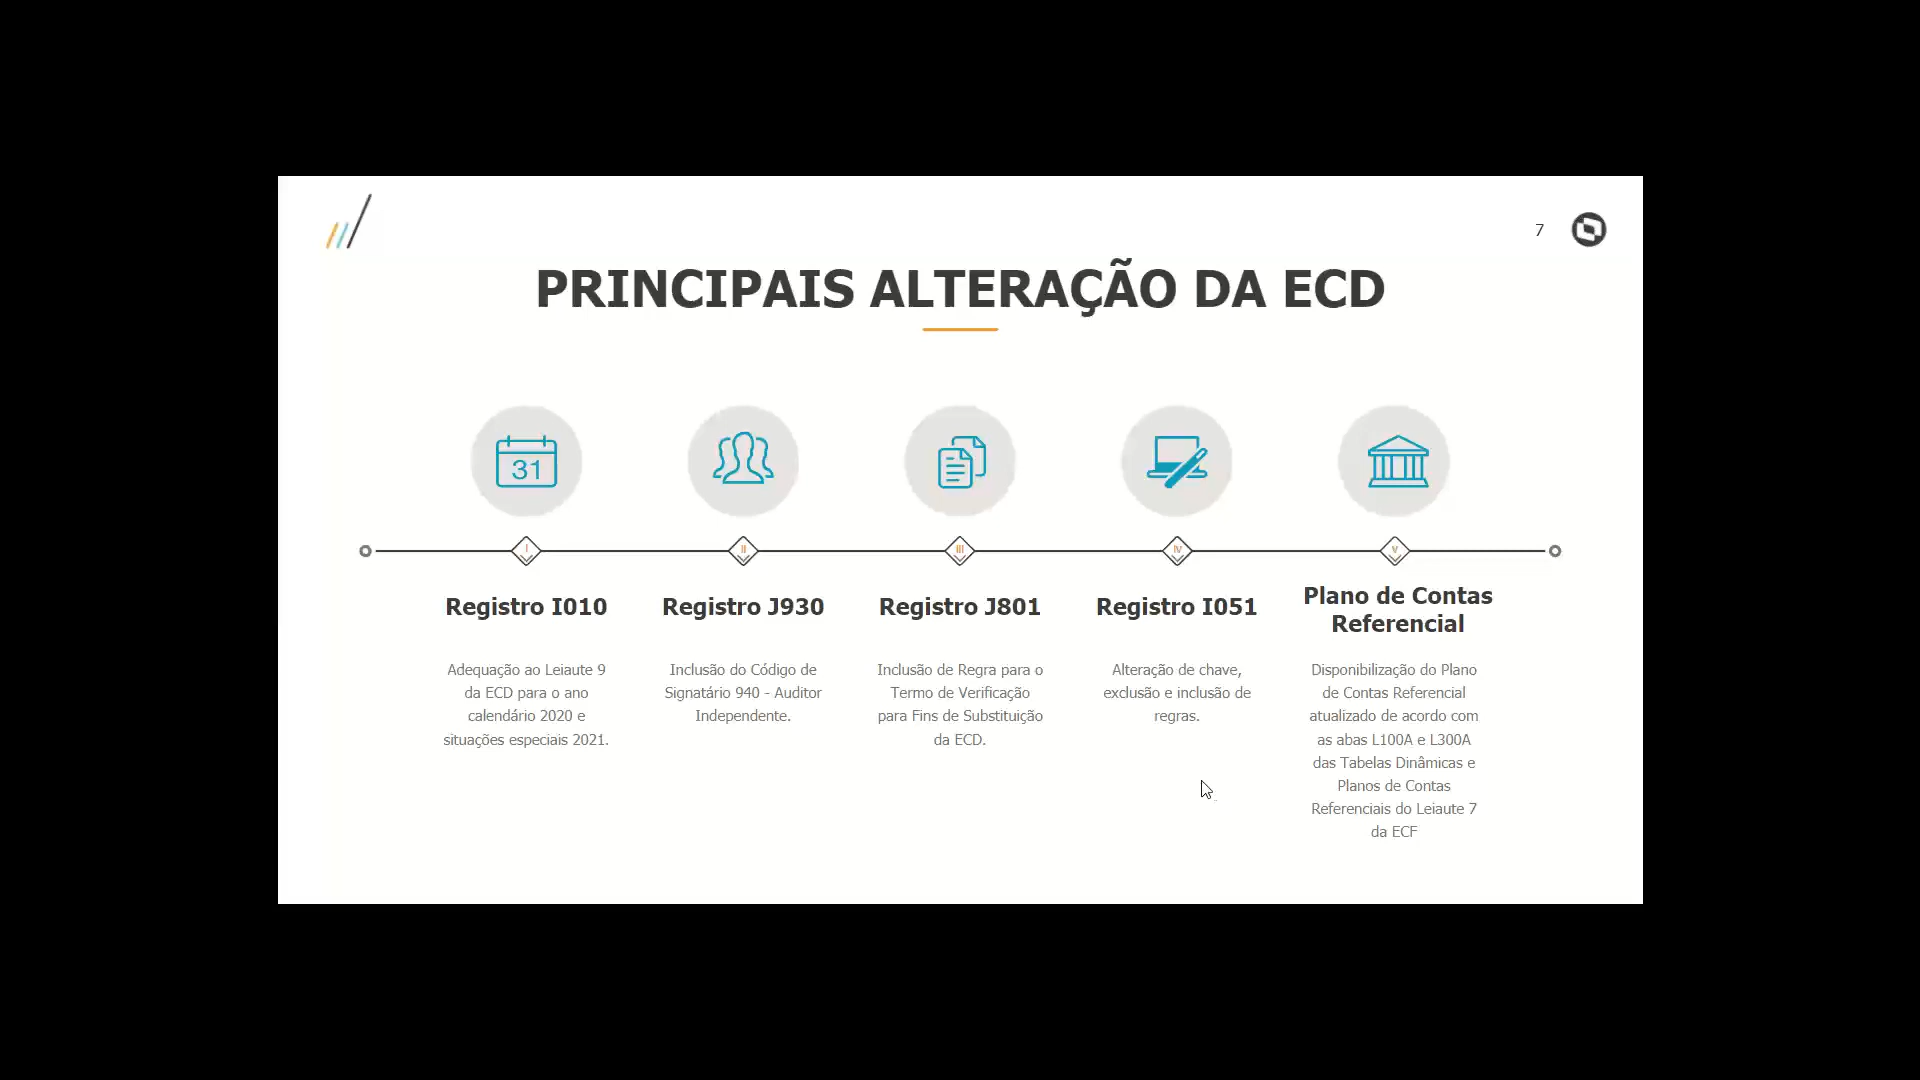 7
PRINCIPAIS ALTERAÇÃO DA ECD
31
I
II
III
IV
V
Registro I010
Adequação ao Leiaute 9
da ECD para o ano
calendário 2020 e
situações especiais 2021.
Registro J930
Inclusão do Código de
Signatário 940 - Auditor
Independente.
Registro J801
Inclusão de Regra para o
Termo de Verificação
para Fins de Substituição
da ECD.
Registro I051
Alteração de chave,
exclusão e inclusão de
regras.
Plano de Contas
Referencial
Disponibilização do Plano
de Contas Referencial
atualizado de acordo com
as abas L100A e L300A
das Tabelas Dinâmicas e
Planos de Contas
Referenciais do Leiaute 7
da ECF